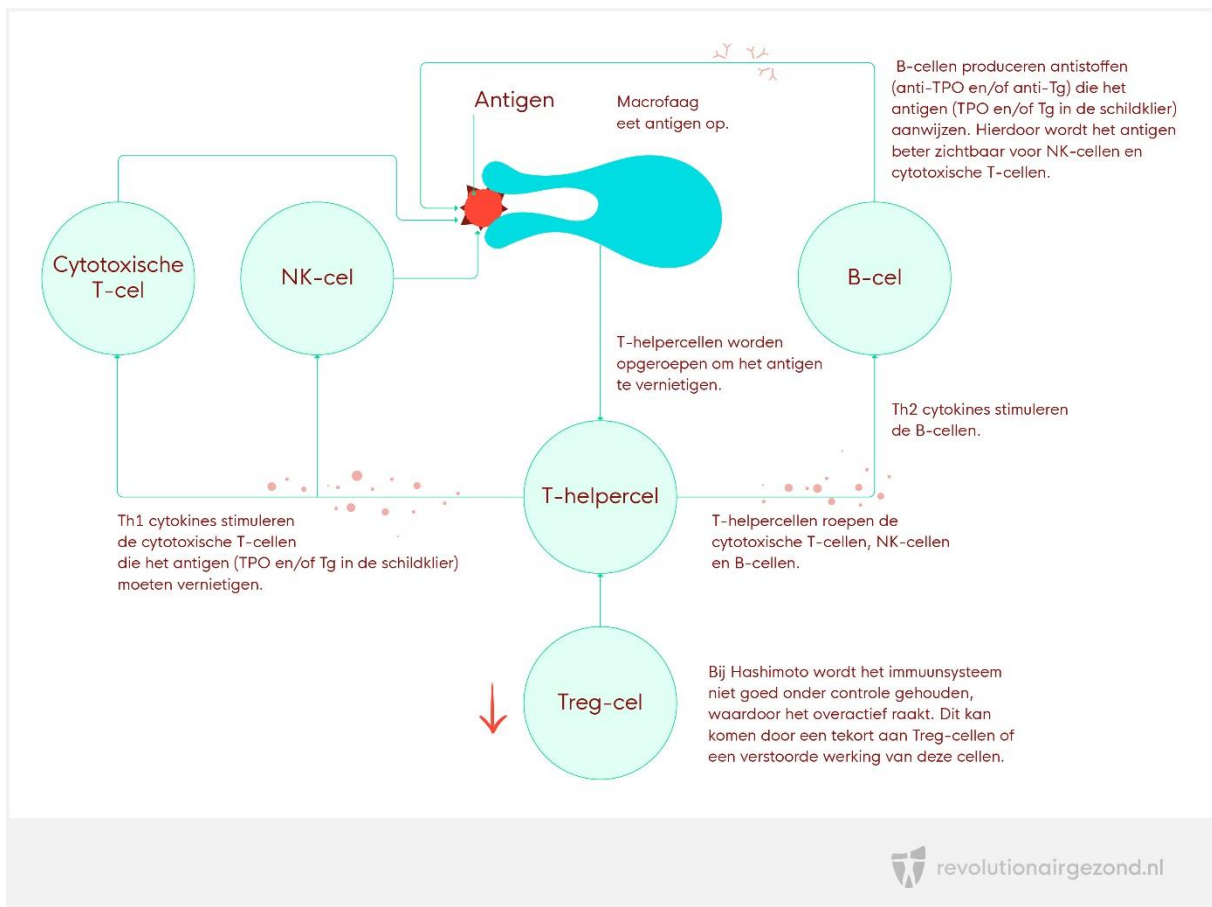 Antigen
Macrofaag
eet antigen op.
B-cellen produceren antistoffen
(anti-TPO en/of anti-Tg) die het
antigen (TPO en/of Tg in de schildklier)
aanwijzen. Hierdoor wordt het antigen
beter zichtbaar voor NK-cellen en
cytotoxische T-cellen.
Cytotoxische
T-cel
NK-cel
B-cel
T-helpercellen worden
opgeroepen om het antigen
te vernietigen.
Th2 cytokines stimuleren
de B-cellen.
T-helpercel
Th1 cytokines stimuleren
de cytotoxische T-cellen
die het antigen (TPO en/of Tg in de schildklier)
moeten vernietigen.
T-helpercellen roepen de
cytotoxische T-cellen, NK-cellen
en B-cellen.
Treg-cel
Bij Hashimoto wordt het immuunsysteem
niet goed onder controle gehouden,
waardoor het overactief raakt. Dit kan
komen door een tekort aan Treg-cellen of
een verstoorde werking van deze cellen.
revolutionairgezond.nl